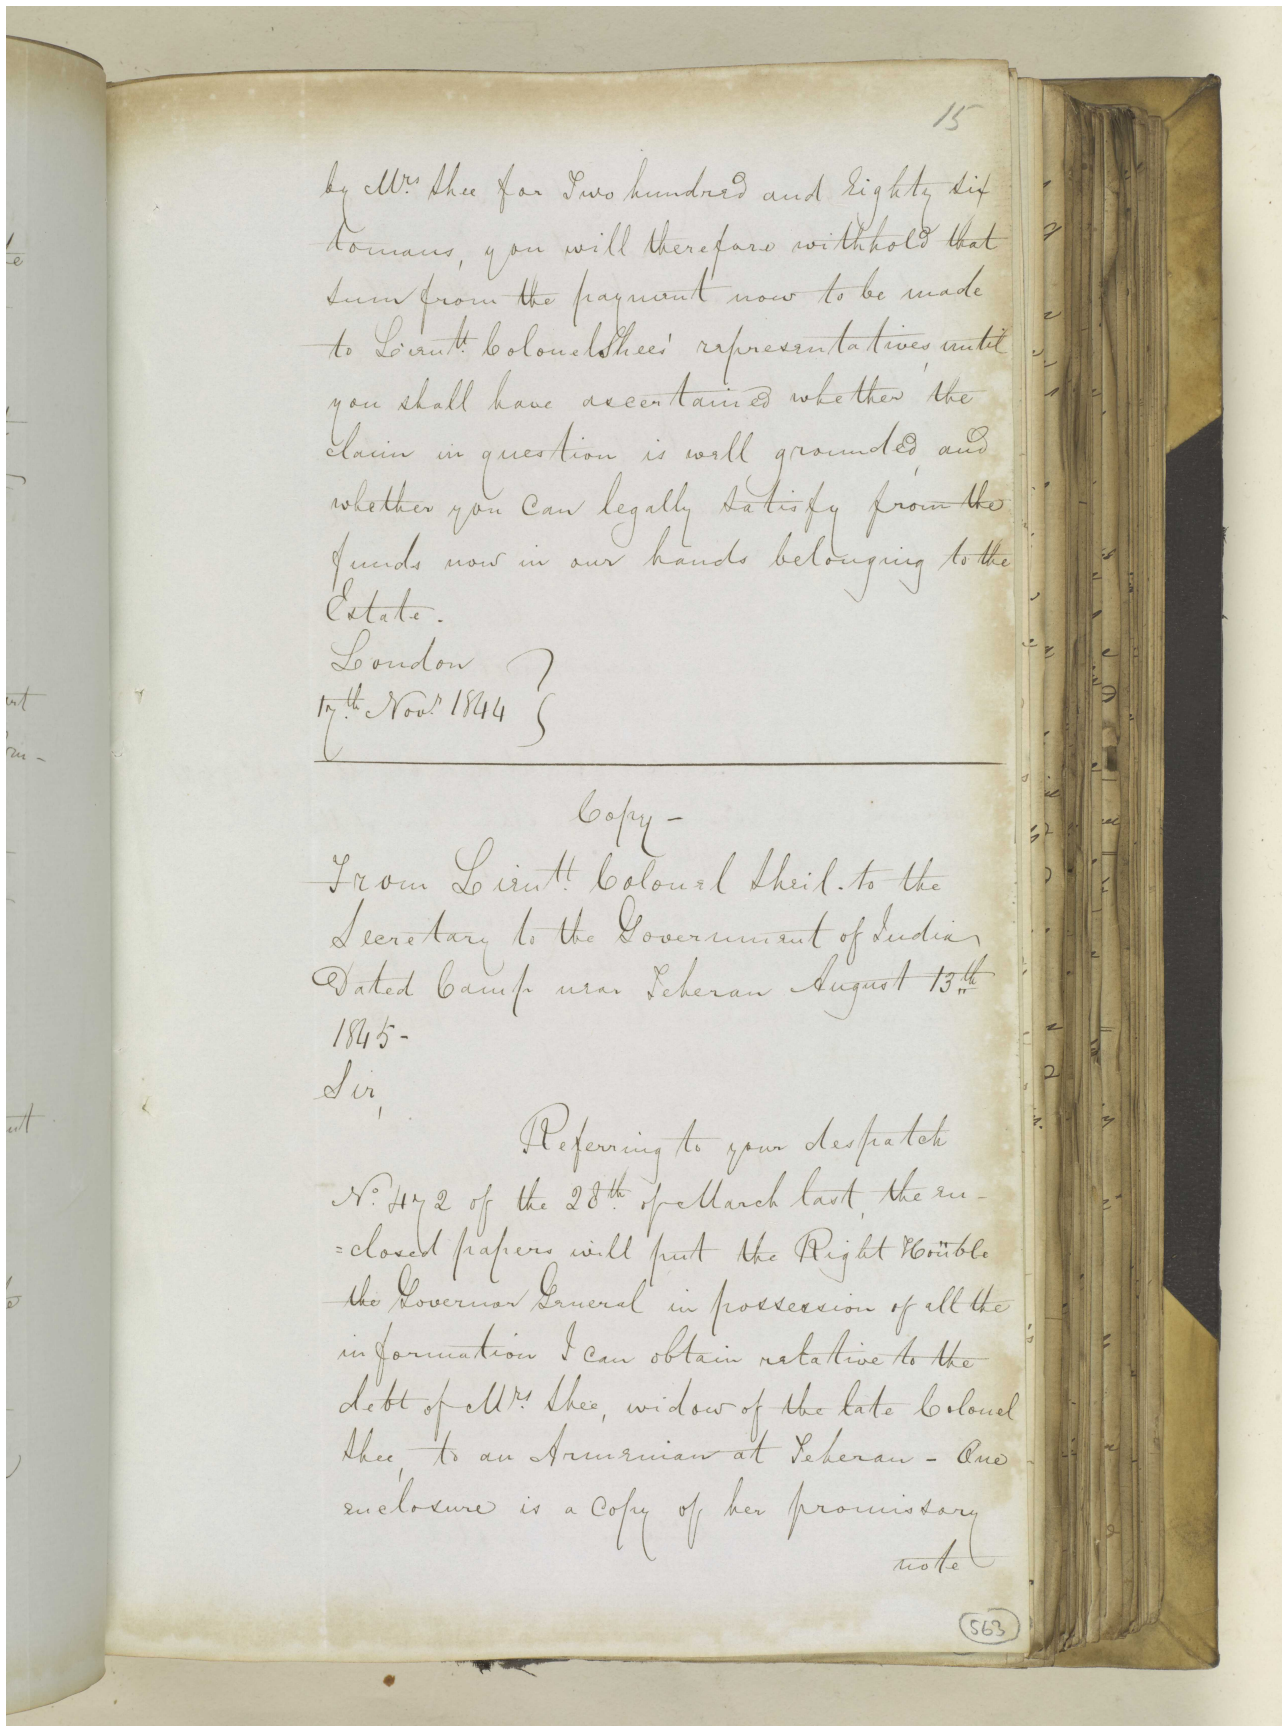 15
by Mrs. Shee for Two hundred and Eighty six
tomans, you will therefore withhold that
sum from the payment now to be made
to Lieutt. Colonel Shees' representatives, until
you shall have ascertained whether the
claim in question is well grounded, and
whether you can legally satisfy from the
funds now in our hands belonging to the
Estate.
London
17th. Novr. 1844
Copy -
From Lieutt. Colonel Sheil. to the
Secretary to the Government of India
Dated Camp near Teheran August 13th
1845 -
Sir,
Referring to your despatch
No. 472 of the 28th. of March last, the en-
=closed papers will put the Right Honble
the Governor General in possession of all the
information I can obtain relative to the
debt of Mrs. Shee, widow of the late Colonel
Shee, to an Armenian at Teheran - One
enclosure is a copy of her promissory
note
563